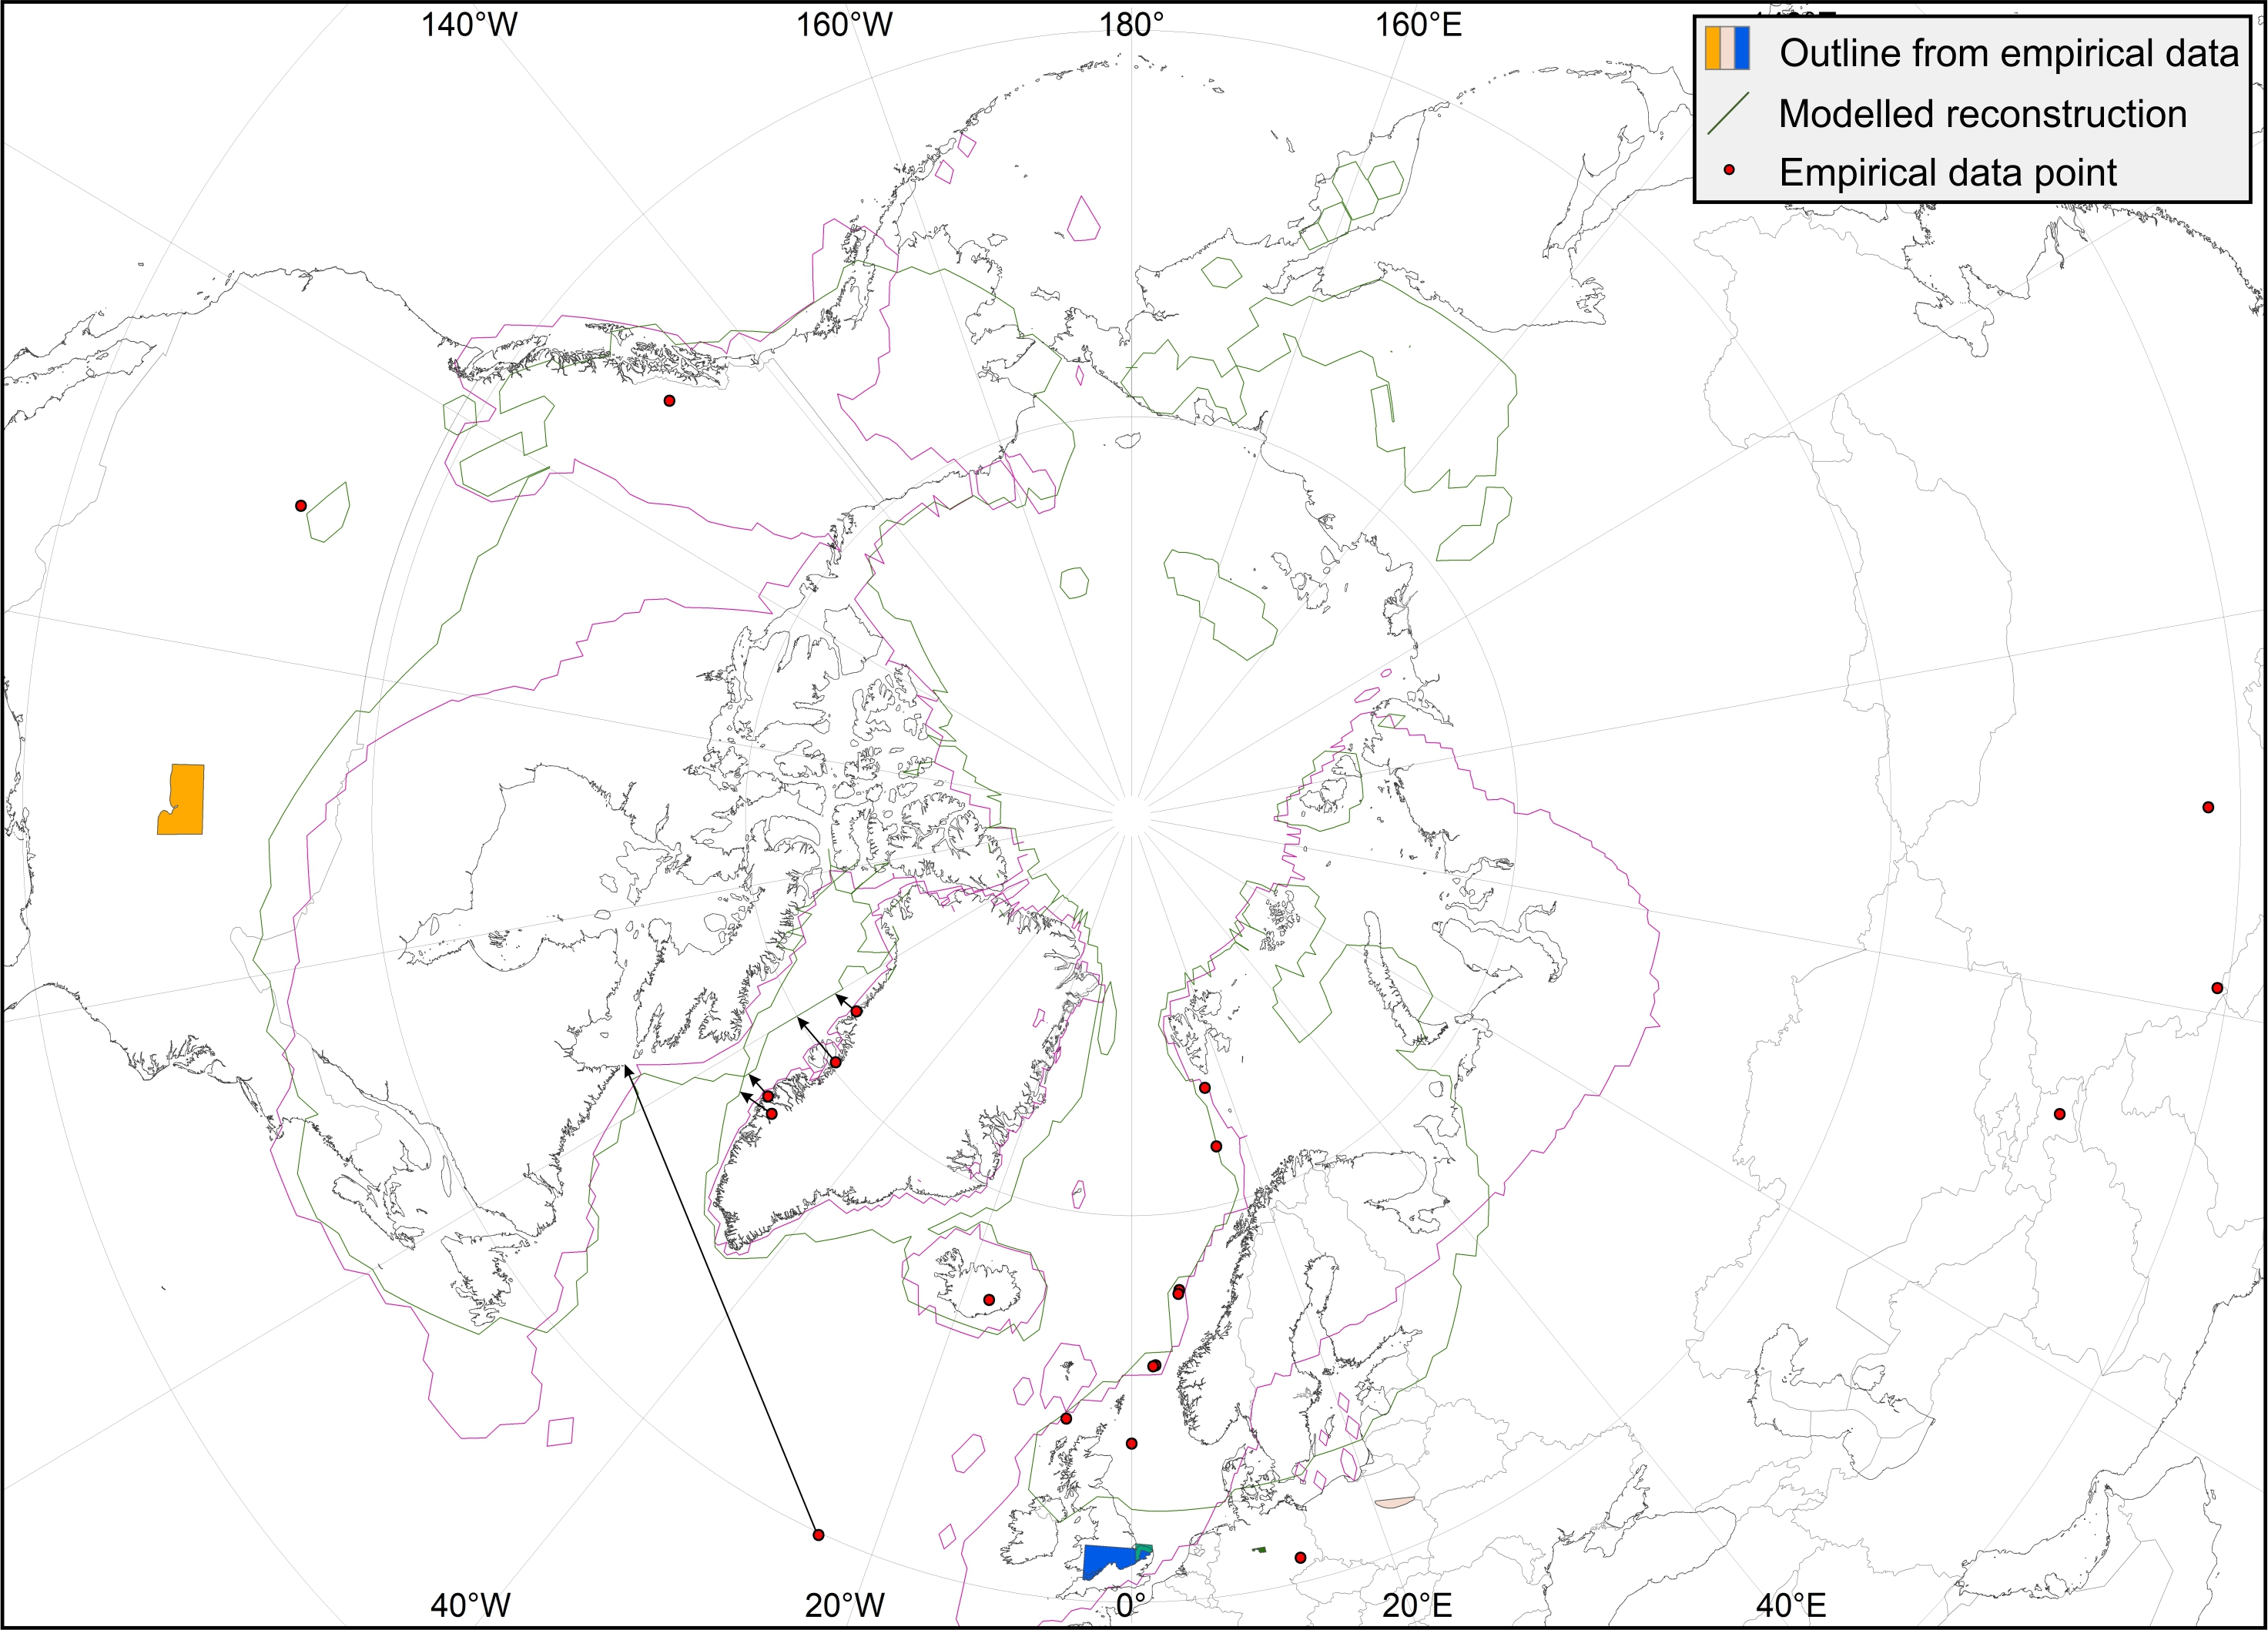 140°W 160°W 180° 160°E
Outline from empirical data
Modelled reconstruction
Empirical data point
40°W 20°W 0° 20°E 40°E